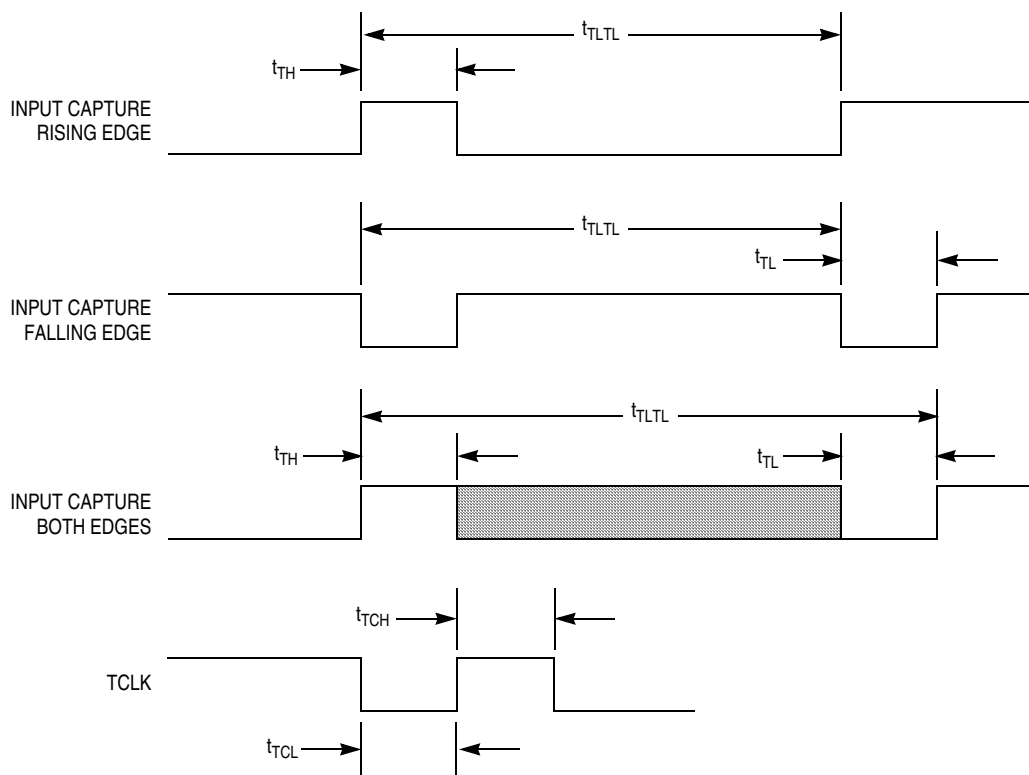 tTLTL
tTH
INPUT CAPTURE
RISING EDGE
tTLTL
tTL
INPUT CAPTURE
FALLING EDGE
tTLTL
tTH
tTL
INPUT CAPTURE
BOTH EDGES
tTCH
TCLK
tTCL